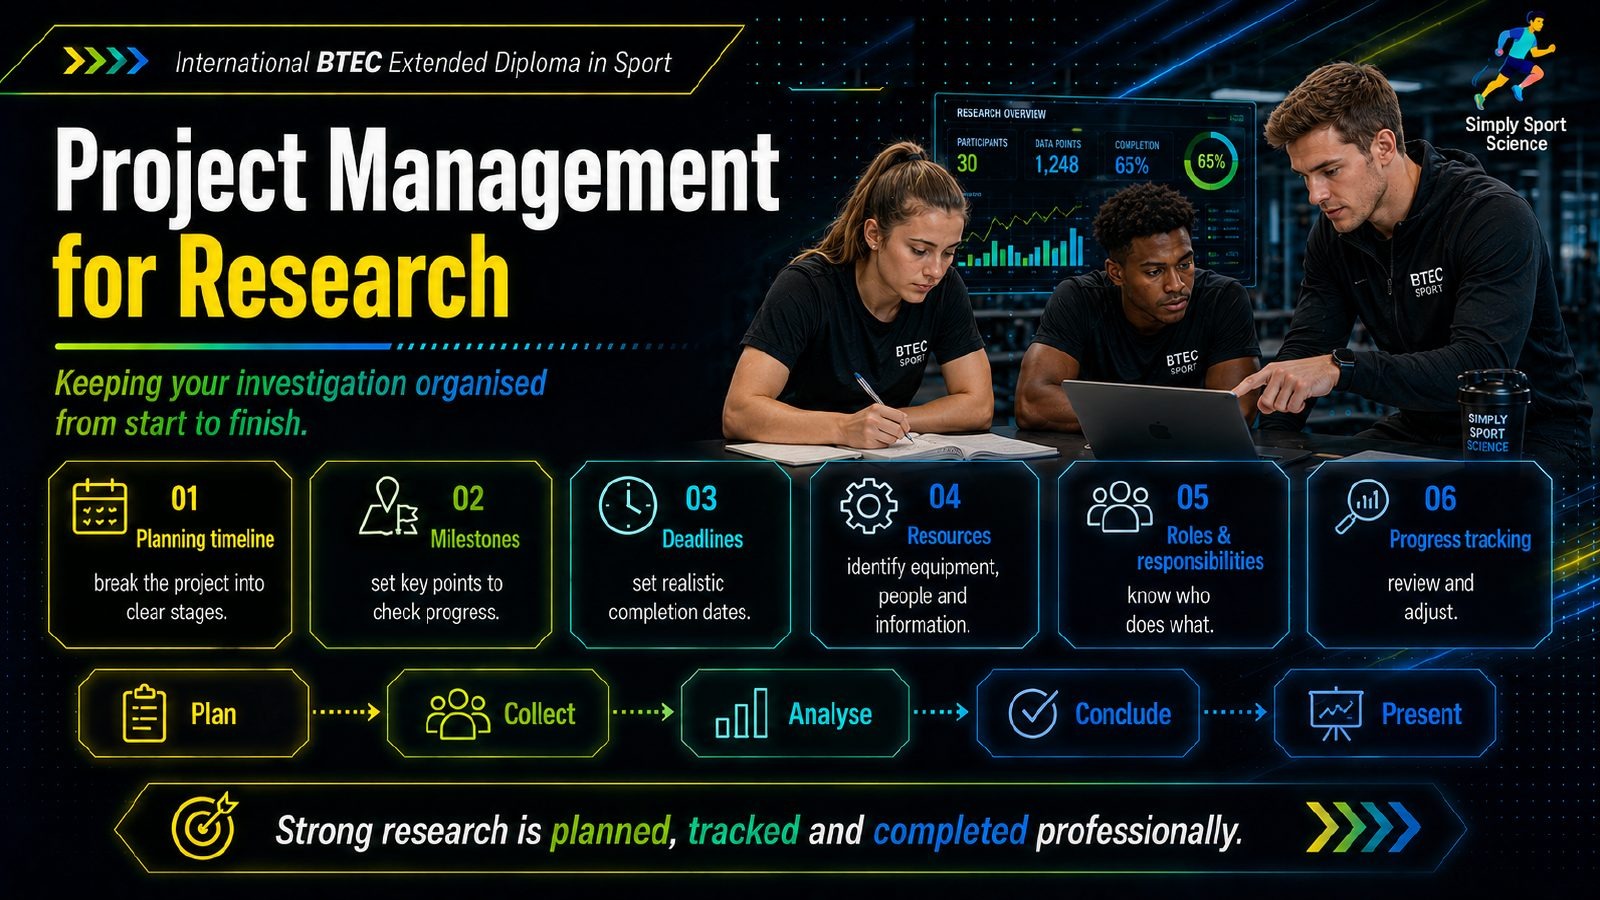 International BTEC Extended Diploma in Sport
Simply Sport
Science
Project Management
for Research
Keeping your investigation organised
from start to finish.
RESEARCH OVERVIEW
PARTICIPANTS
30
DATA POINTS
1,248
COMPLETION
65%
65%
BTEC
SPORT
BTEC
SPORT
BTEC
SPORT
SIMPLY
SPORT
SCIENCE
01
Planning timeline
break the project into
clear stages.
02
Milestones
set key points to
check progress.
03
Deadlines
set realistic
completion dates.
04
Resources
identify equipment,
people and
information.
05
Roles &
responsibilities
know who
does what.
06
Progress tracking
review and
adjust.
Plan
Collect
Analyse
Conclude
Present
Strong research is planned, tracked and completed professionally.